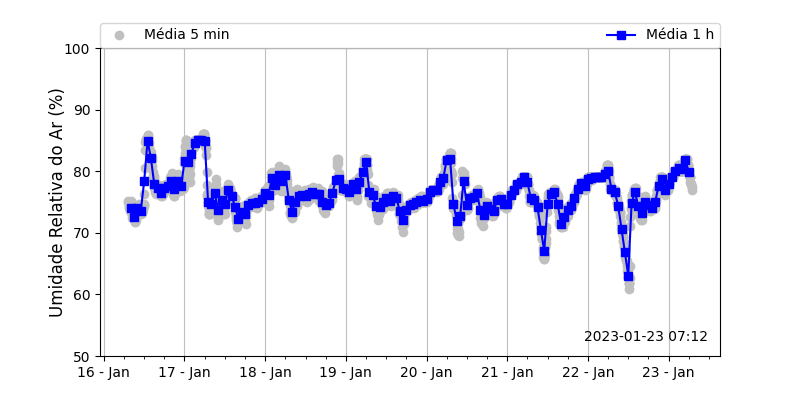 Média 5 min
Média 1 h
Umidade Relativa do Ar (%)
100
90
80
70
60
50
2023-01-23 07:12
16 - Jan
17 - Jan
18 - Jan
19 - Jan
20 - Jan
21 - Jan
22 - Jan
23 - Jan